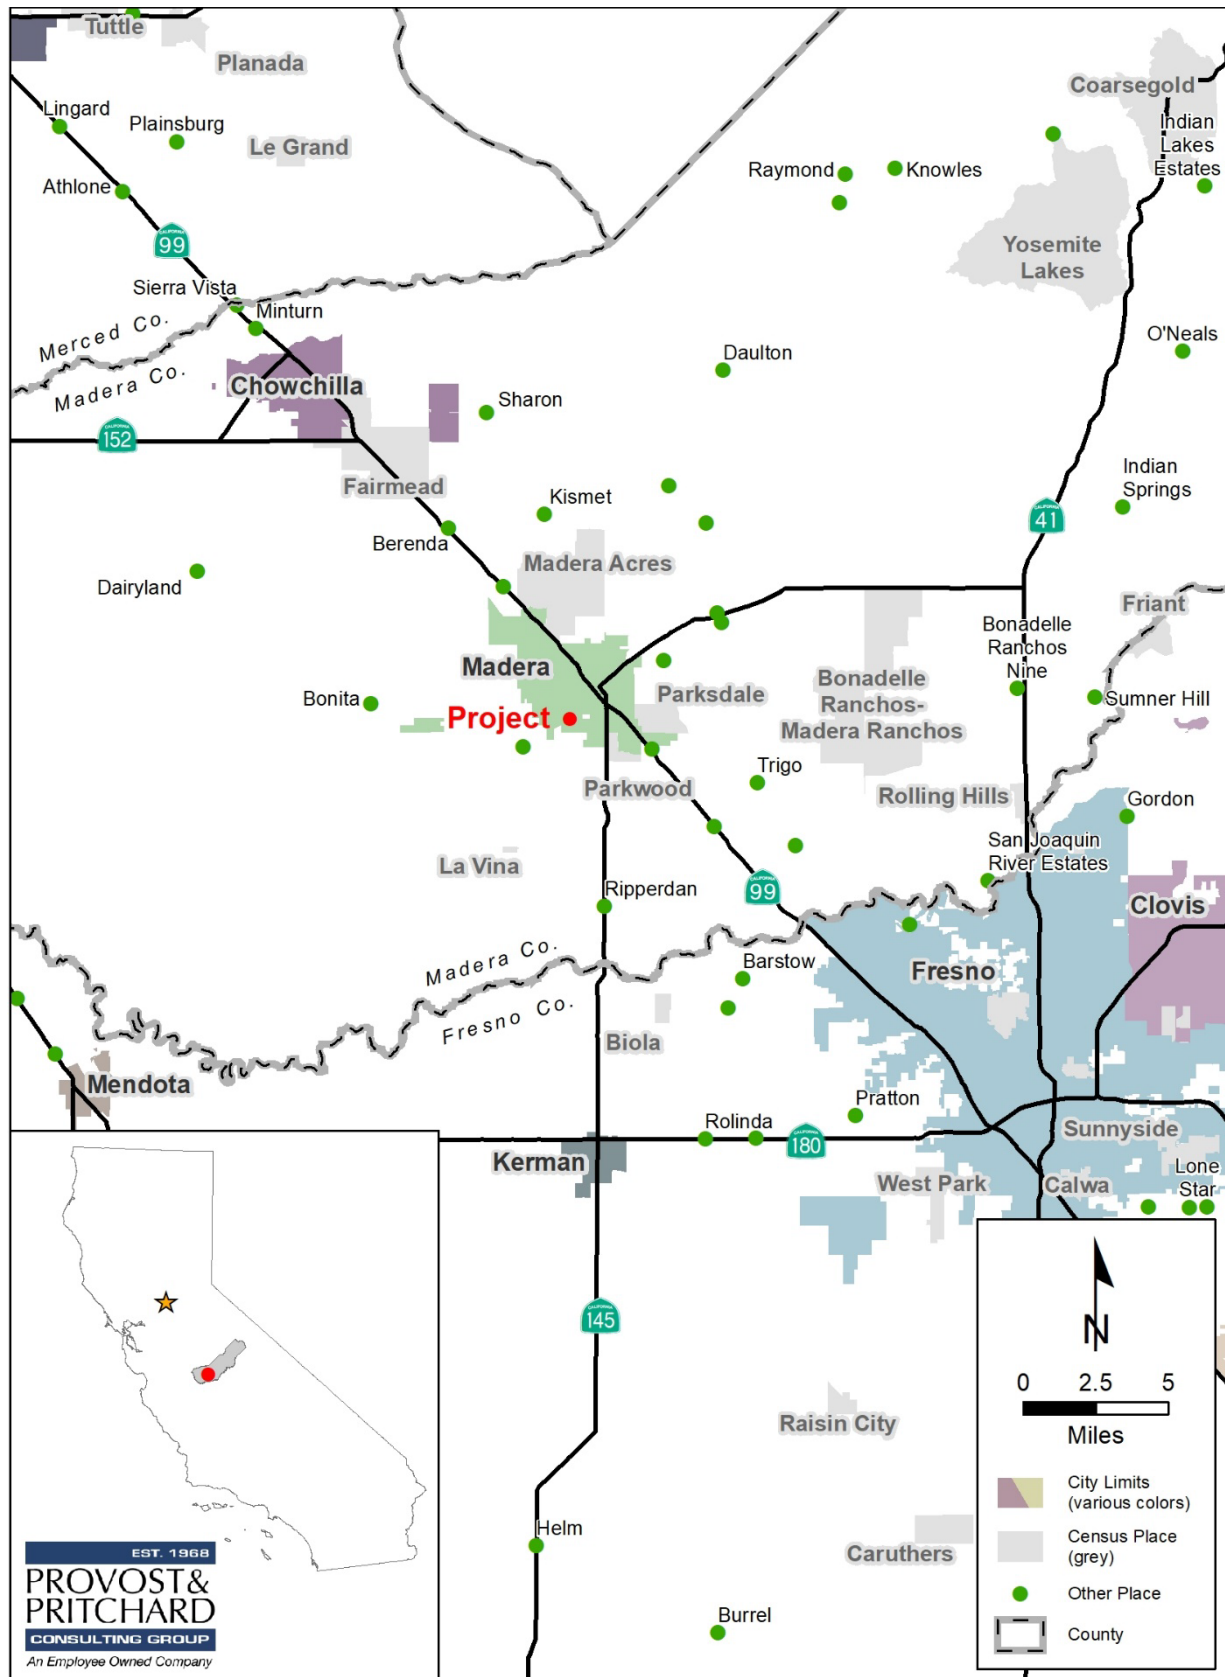 Tuttle
Planada
Coarsegold
Lingard
Plainsburg
Le Grand
Indian
Lakes
Estates
Raymond
Knowles
Athlone
CALIFORNIA
99
Yosemite
Lakes
Sierra Vista
Minturn
Merced Co.
Madera Co.
O'Neals
Daulton
Chowchilla
Sharon
CALIFORNIA
152
Fairmead
Indian
Springs
Kismet
CALIFORNIA
41
Berenda
Madera Acres
Dairyland
Friant
Bonadelle
Ranchos
Nine
Madera
Parksdale
Bonadelle
Ranchos-
Madera Ranchos
Bonita
Sumner Hill
Project
Trigo
Parkwood
Rolling Hills
Gordon
San Joaquin
River Estates
La Vina
CALIFORNIA
99
Ripperdan
Clovis
Madera Co.
Fresno Co.
Barstow
Fresno
Biola
Mendota
Pratton
Rolinda
CALIFORNIA
180
Sunnyside
Kerman
West Park
Calwa
Lone
Star
CALIFORNIA
145
N
0 2.5 5
Miles
Raisin City
City Limits
(various colors)
Census Place
(grey)
Other Place
County
Helm
Caruthers
Burrel
EST. 1968
PROVOST&
PRITCHARD
CONSULTING GROUP
An Employee Owned Company